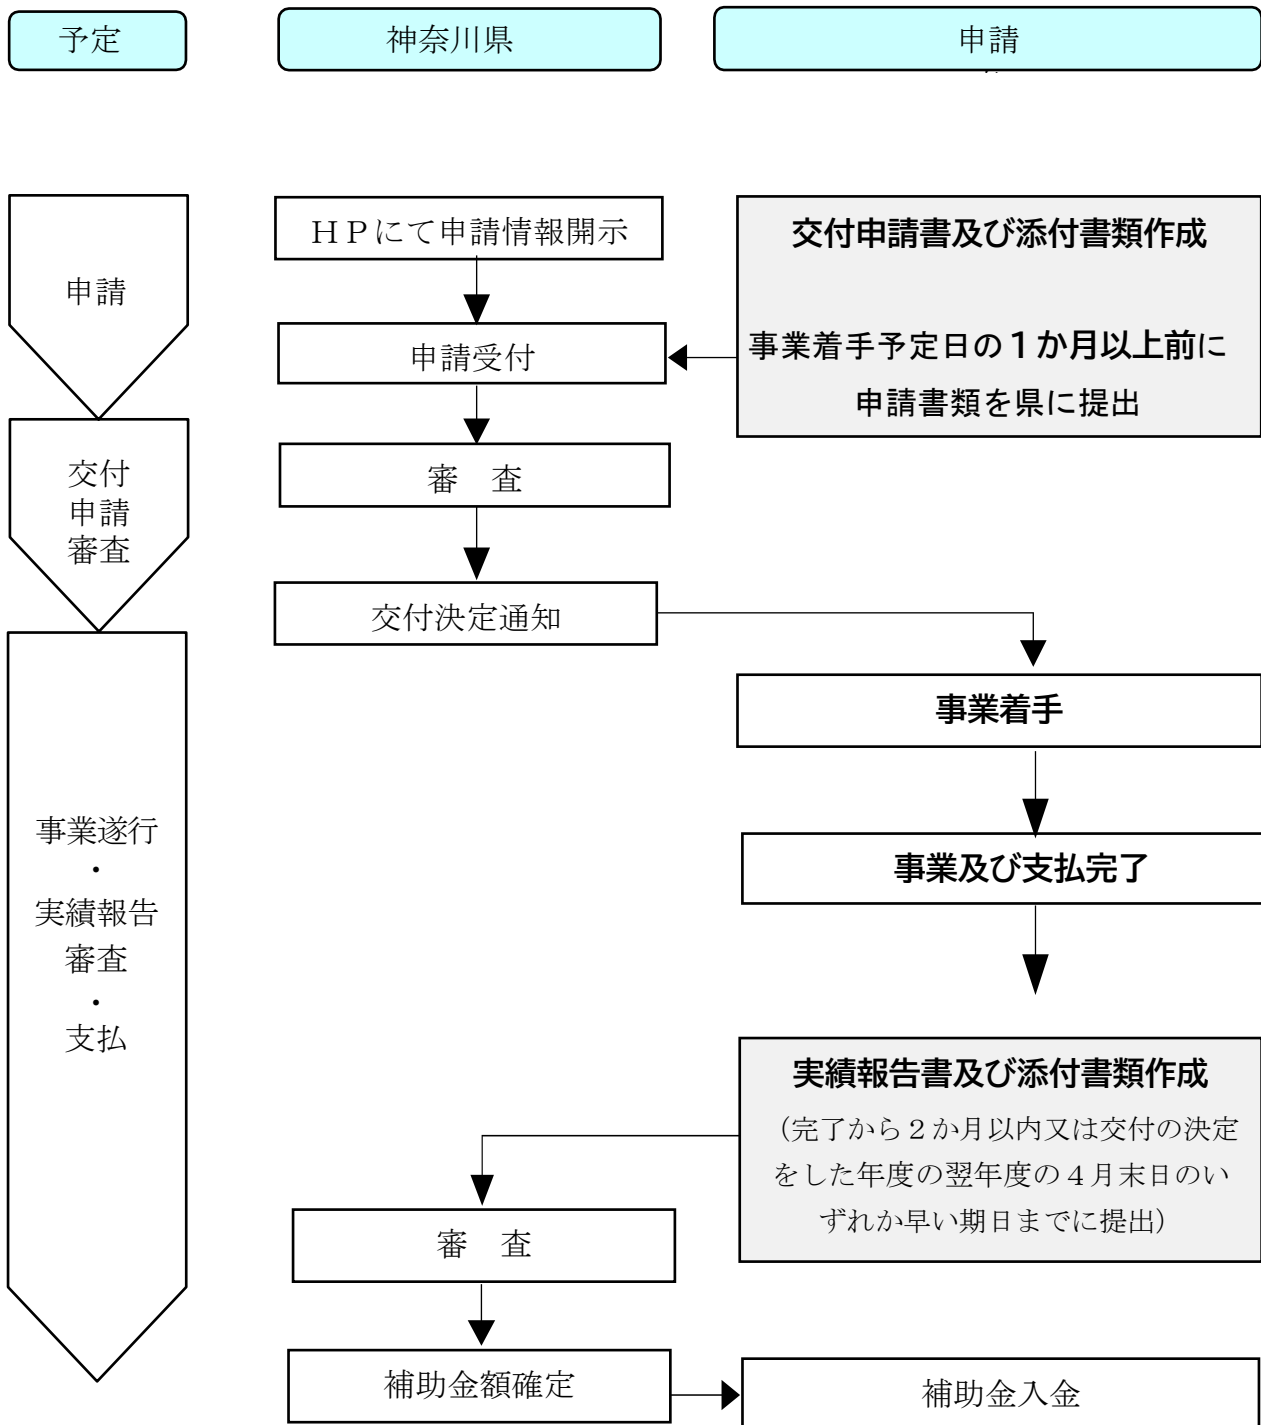 予定
神奈川県
申請
申請
ＨＰにて申請情報開示
申請受付
交付申請書及び添付書類作成
事業着手予定日の１か月以上前に
申請書類を県に提出
交付
申請
審査
審　査
交付決定通知
事業着手
事業及び支払完了
事業遂行
・
実績報告
審査
・
支払
実績報告書及び添付書類作成
（完了から２か月以内又は交付の決定
をした年度の翌年度の４月末日のい
ずれか早い期日までに提出）
審　査
補助金額確定
補助金入金